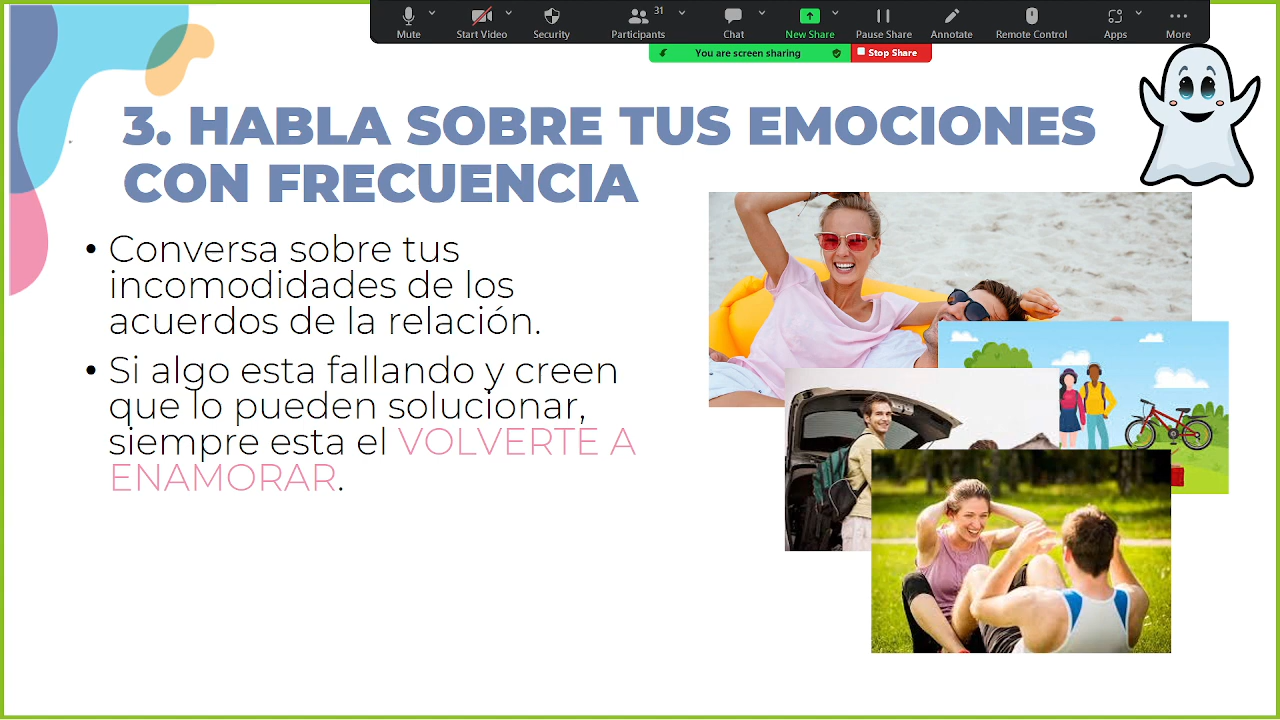 31
Mute
Start Video
Security
Participants
Chat
New Share
Pause Share
Annotate
Remote Control
Apps
More
You are screen sharing
Stop Share
3. HABLA SOBRE TUS EMOCIONES
CON FRECUENCIA
• Conversa sobre tus
incomodidades de los
acuerdos de la relación.
• Si algo esta fallando y creen
que lo pueden solucionar,
siempre esta el VOLVERTE A
ENAMORAR.